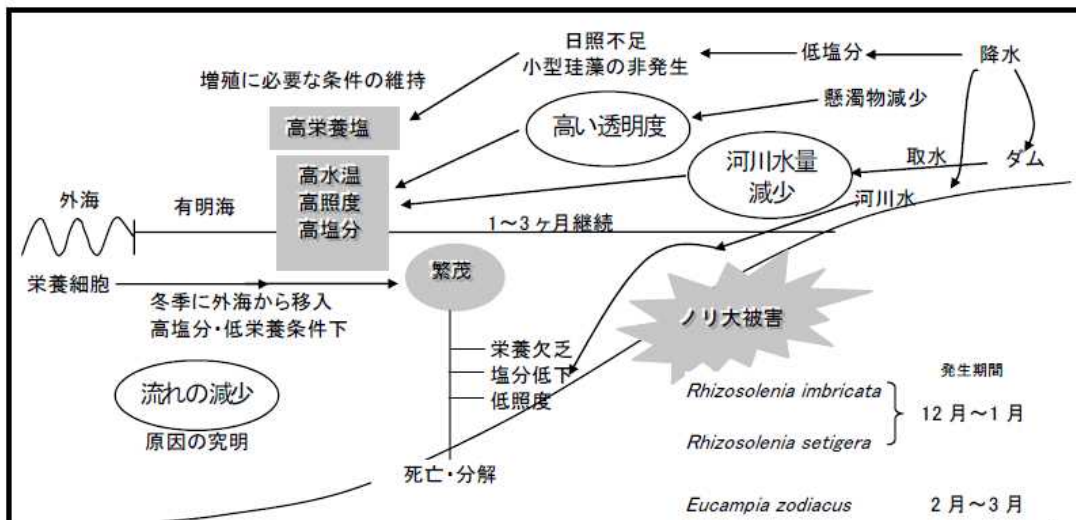 日照不足
小型珪藻の非発生
低塩分
降水
増殖に必要な条件の維持
懸濁物減少
高栄養塩
高い透明度
河川水量
減少
取水
ダム
高水温
高照度
高塩分
外海
有明海
1～3ヶ月継続
河川水
栄養細胞
繁茂
冬季に外海から移入
高塩分・低栄養条件下
ノリ大被害
栄養欠乏
塩分低下
低照度
流れの減少
原因の究明
死亡・分解
発生期間
Rhizosolenia imbricata
12月～1月
Rhizosolenia setigera
Eucampia zodiacus
2月～3月